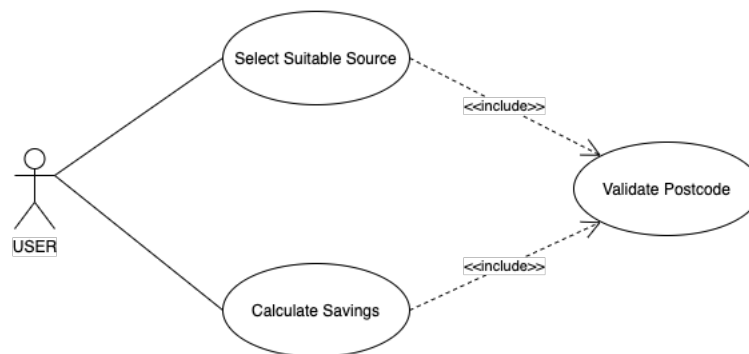 Select Suitable Source
<<include>>
Validate Postcode
USER
<<include>>
Calculate Savings